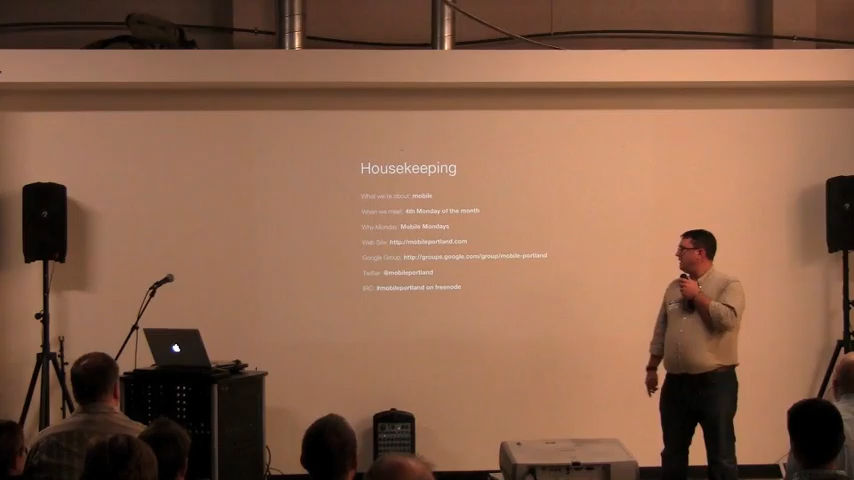 Housekeeping
What we're about: mobile
When we meet: 4th Monday of the month
Why Monday: Mobile Mondays
Web Site: http://mobileportland.com
Google Group: http://groups.google.com/group/mobile-portland
Twitter: @mobileportland
IRC: #mobileportland on freenode